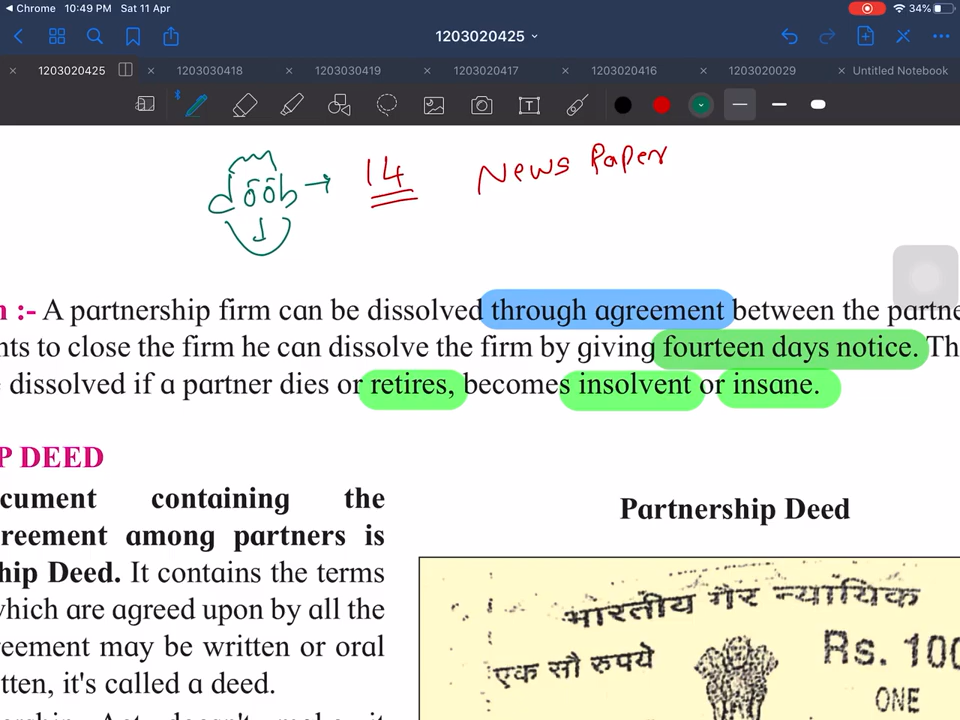 Chrome 10:49 PM Sat 11 Apr 34%
1203020425
1203020425 1203030418 1203030419 1203020417 1203020416 1203020029 Untitled Notebook
T
14 News Paper
n :- A partnership firm can be dissolved through agreement between the partne
nts to close the firm he can dissolve the firm by giving fourteen days notice. Th
e dissolved if a partner dies or retires, becomes insolvent or insane.
P DEED
cument containing the
reement among partners is
hip Deed. It contains the terms
which are agreed upon by all the
reement may be written or oral
tten, it's called a deed.
Partnership Deed
भारतीय गैर न्यायिक
एक सौ रुपये
Rs. 100
ONE